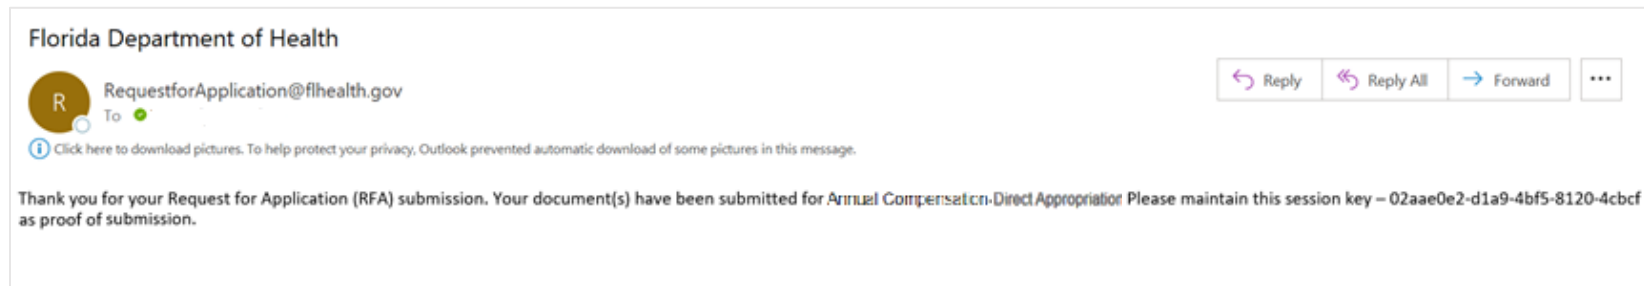 Florida Department of Health
R
RequestforApplication@flhealth.gov
To
Reply
Reply All
Forward
Click here to download pictures. To help protect your privacy, Outlook prevented automatic download of some pictures in this message.
Thank you for your Request for Application (RFA) submission. Your document(s) have been submitted for Annual Compensation-Direct Appropriation Please maintain this session key – 02aae0e2-d1a9-4bf5-8120-4cbcf
as proof of submission.